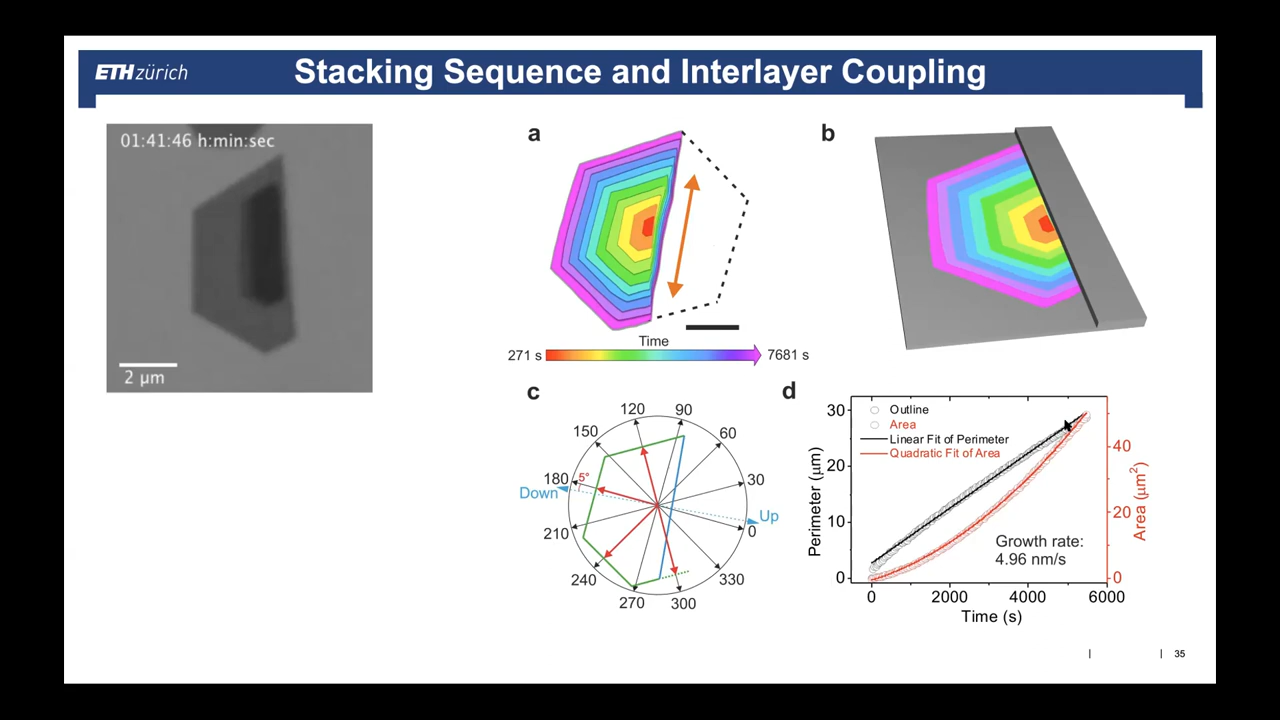 ETH zürich
Stacking Sequence and Interlayer Coupling
01:41:46 h:min:sec
2 μm
a
Time
271 s
7681 s
b
c
120
90
150
60
180
5°
30
Down
Up
210
0
240
330
270
300
d
Outline
Area
Linear Fit of Perimeter
Quadratic Fit of Area
30
20
10
0
Perimeter (μm)
40
20
0
Area (μm²)
Growth rate:
4.96 nm/s
0
2000
4000
6000
Time (s)
| | 35